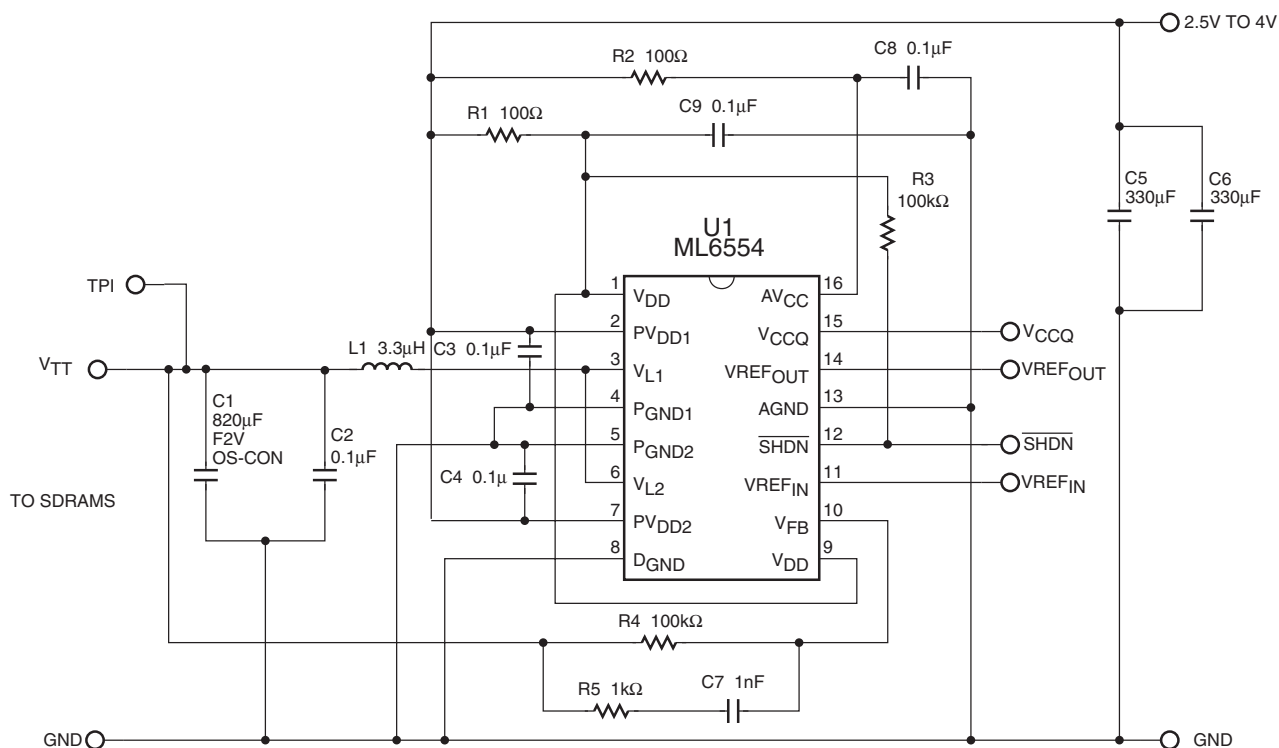 2.5V TO 4V
R2 100Ω
C8 0.1µF
R1 100Ω
C9 0.1µF
R3
100kΩ
C5
330µF
C6
330µF
U1
ML6554
TPI
VTT
L1 3.3µH
C3 0.1µF
C1
820µF
F2V
OS-CON
C2
0.1µF
C4 0.1µ
TO SDRAMS
1
VDD
2
PVDD1
3
VL1
4
PGND1
5
PGND2
6
VL2
7
PVDD2
8
DGND
16
AVCC
15
VCCQ
14
VREFOUT
13
AGND
12
SHDN
11
VREFIN
10
VFB
9
VDD
VCCQ
VREFOUT
SHDN
VREFIN
R4 100kΩ
R5 1kΩ
C7 1nF
GND
GND